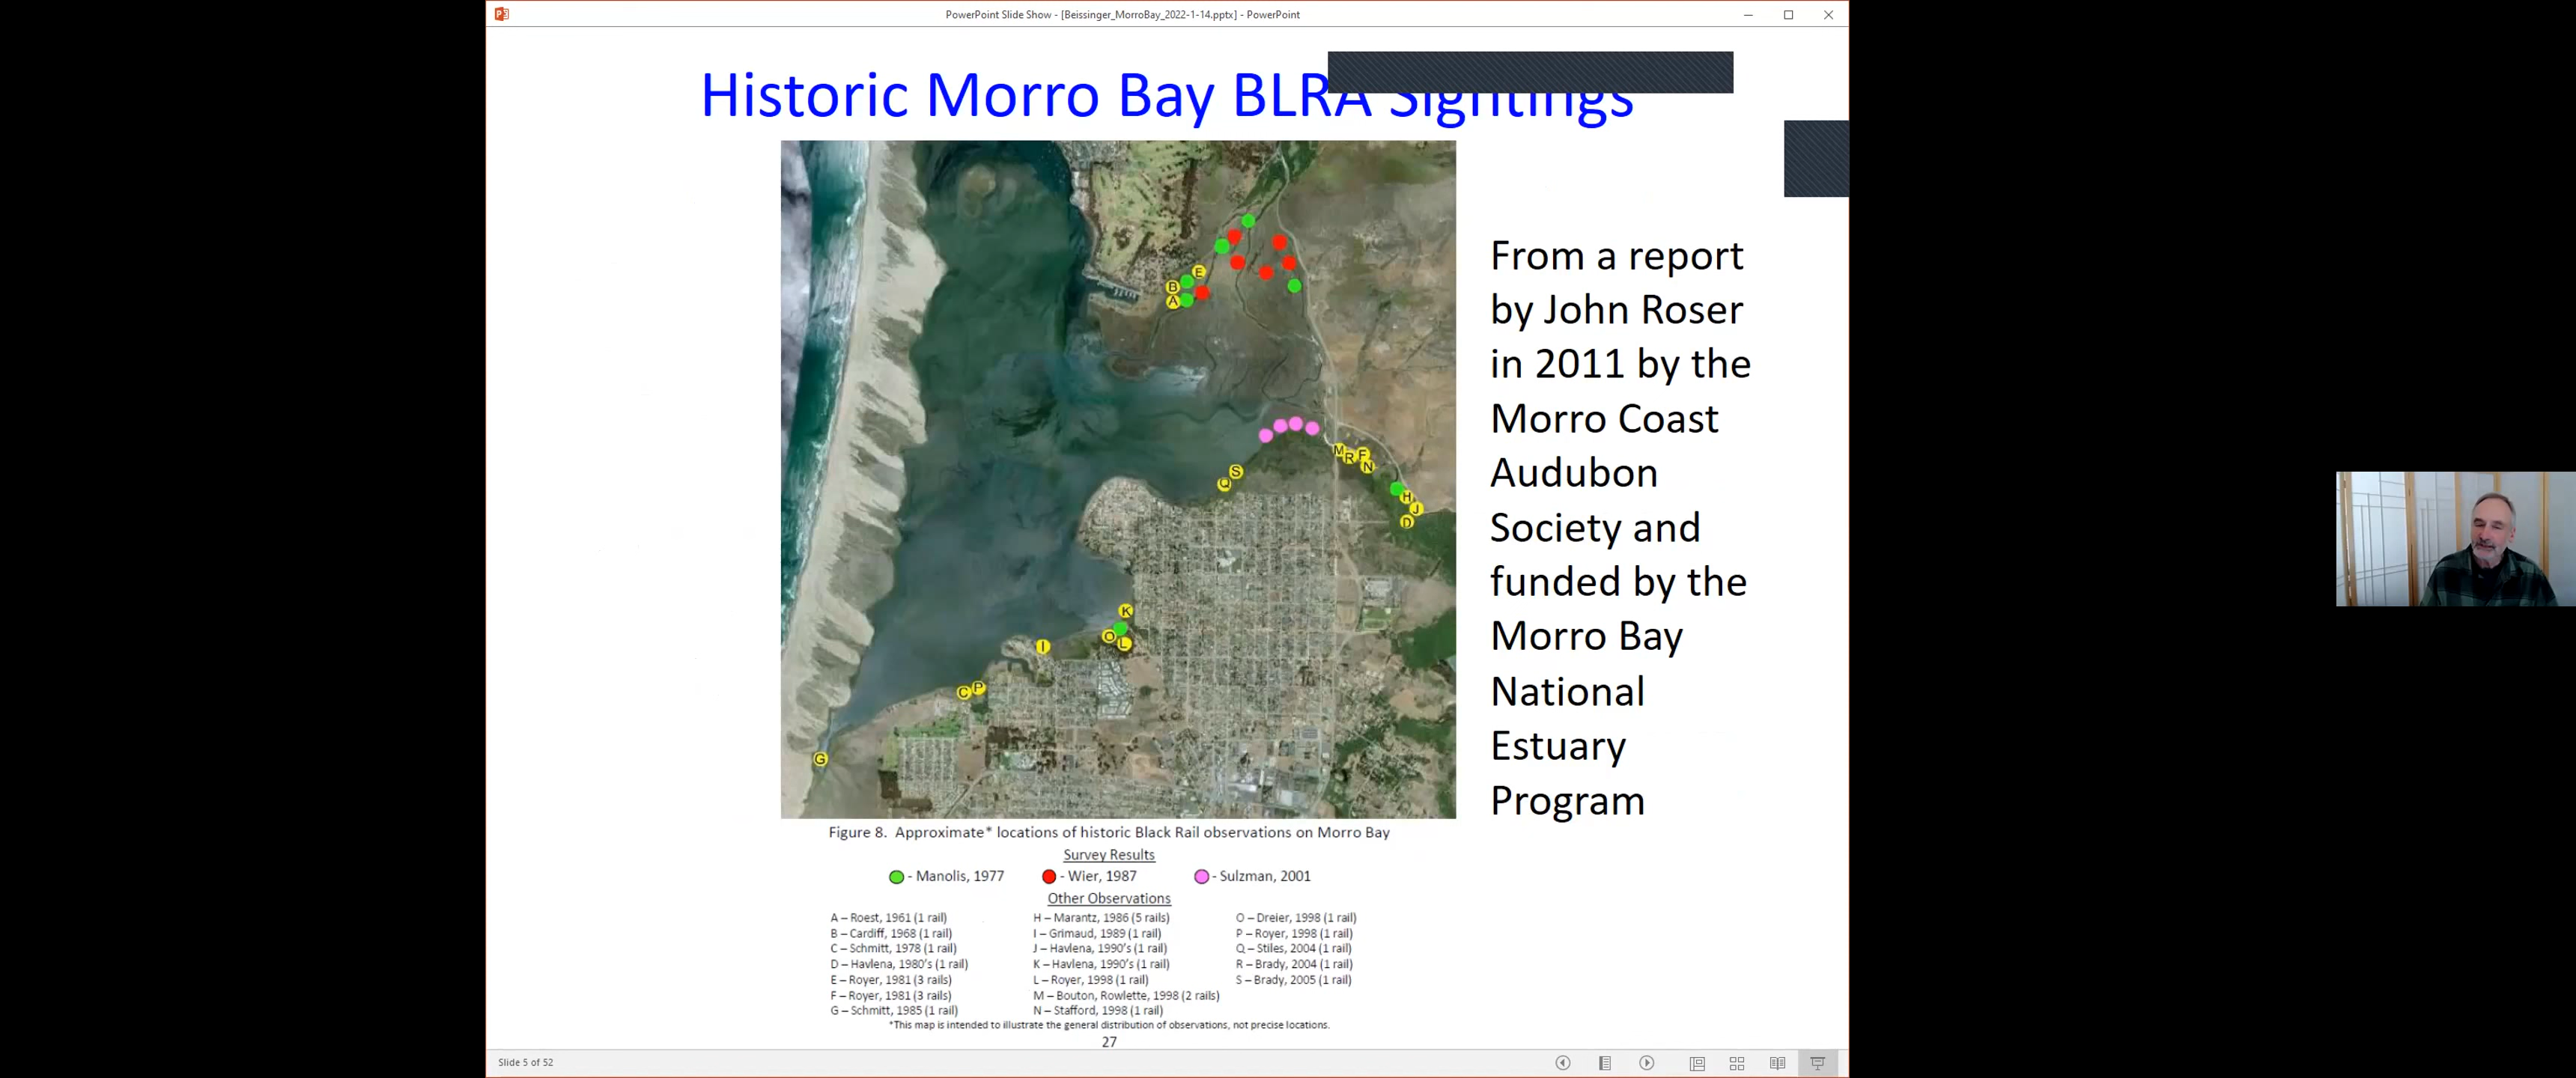 PowerPoint Slide Show - [Beissinger_MorroBay_2022-1-14.pptx] - PowerPoint
Historic Morro Bay BLRA Sightings
From a report
by John Roser
in 2011 by the
Morro Coast
Audubon
Society and
funded by the
Morro Bay
National
Estuary
Program
E
B
A
S
Q
M
R
F
N
H
J
D
K
O
L
I
C
P
G
Figure 8. Approximate* locations of historic Black Rail observations on Morro Bay
Survey Results
- Manolis, 1977
- Wier, 1987
- Sulzman, 2001
Other Observations
A – Roest, 1961 (1 rail)
B – Cardiff, 1968 (1 rail)
C – Schmitt, 1978 (1 rail)
D – Havlena, 1980's (1 rail)
E – Royer, 1981 (3 rails)
F – Royer, 1981 (3 rails)
G – Schmitt, 1985 (1 rail)
H – Marantz, 1986 (5 rails)
I – Grimaud, 1989 (1 rail)
J – Havlena, 1990's (1 rail)
K – Havlena, 1990's (1 rail)
L – Royer, 1998 (1 rail)
M – Bouton, Rowlette, 1998 (2 rails)
N – Stafford, 1998 (1 rail)
O – Dreier, 1998 (1 rail)
P – Royer, 1998 (1 rail)
Q – Stiles, 2004 (1 rail)
R – Brady, 2004 (1 rail)
S – Brady, 2005 (1 rail)
*This map is intended to illustrate the general distribution of observations, not precise locations.
27
Slide 5 of 52